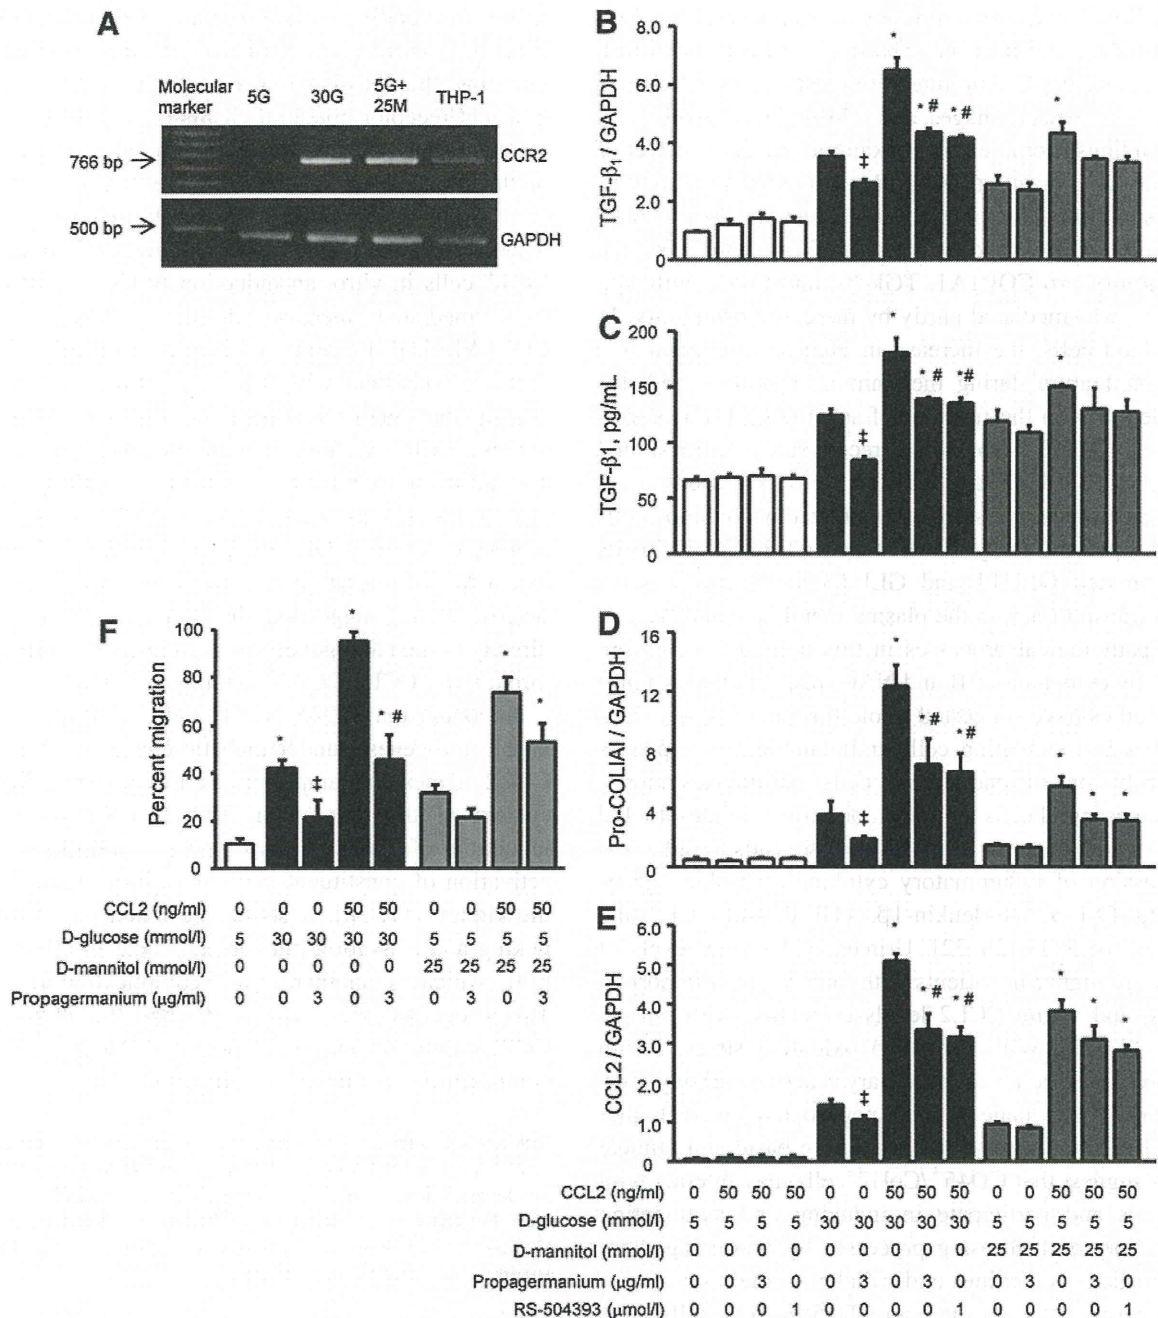 A
Molecular marker 5G 30G 5G+ 25M THP-1
766 bp
CCR2
500 bp
GAPDH
B
TGF-β1 / GAPDH
8.0
6.0
4.0
2.0
0
‡ * * # * # *
C
TGF-β1, pg/mL
200
150
100
50
0
‡ * * # * # *
D
Pro-COLIA1 / GAPDH
16
12
8
4
0
‡ * * # * # * * *
E
CCL2 / GAPDH
6.0
5.0
4.0
3.0
2.0
1.0
0
‡ * * # * # * * *
CCL2 (ng/ml) 0 50 50 50 0 0 50 50 50 0 0 50 50 50
D-glucose (mmol/l) 5 5 5 5 30 30 30 30 30 5 5 5 5 5
D-mannitol (mmol/l) 0 0 0 0 0 0 0 0 0 25 25 25 25 25
Propagermanium (µg/ml) 0 0 3 0 0 3 0 3 0 0 3 0 3 0
RS-504393 (µmol/l) 0 0 0 1 0 0 0 0 1 0 0 0 0 1
F
Percent migration
100
80
60
40
20
0
* ‡ * * # *
CCL2 (ng/ml) 0 0 0 50 50 0 0 50 50
D-glucose (mmol/l) 5 30 30 30 30 5 5 5 5
D-mannitol (mmol/l) 0 0 0 0 0 25 25 25 25
Propagermanium (µg/ml) 0 0 3 0 3 0 3 0 3